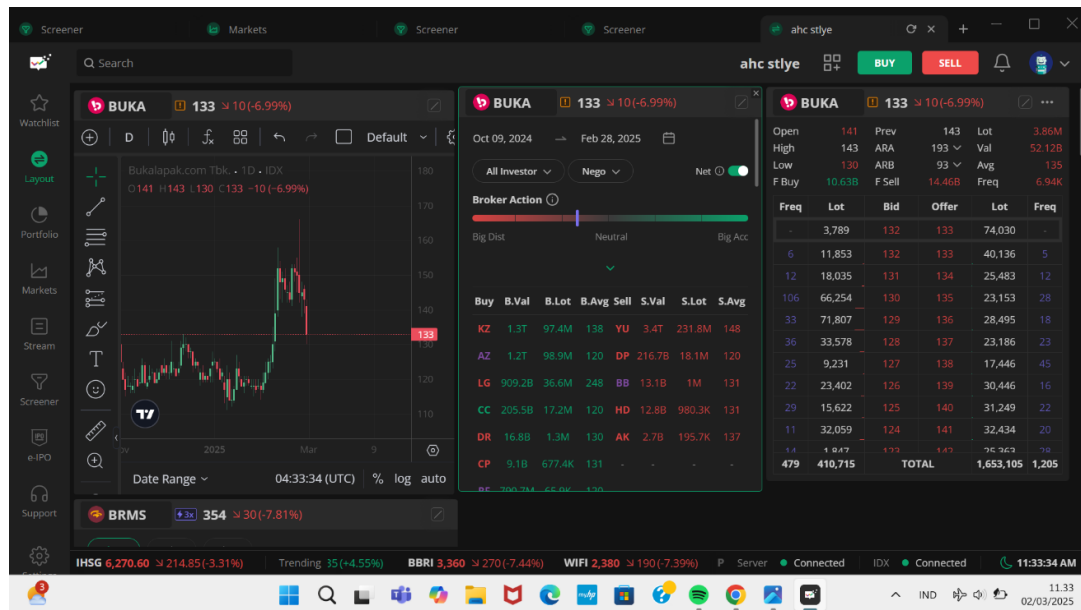 Screener
Markets
Screener
Screener
ahc stlye
Search
ahc stlye
BUY
SELL
Watchlist
Layout
Portfolio
Markets
Stream
Screener
e-IPO
Support
BUKA 133 10(-6.99%)
D
Default
Bukalapak.com Tbk. . 1D . IDX
O141 H143 L130 C133 -10 (-6.99%)
180
170
160
150
140
133
130
120
110
2025 Mar 9
Date Range 04:33:34 (UTC) % log auto
BRMS 3x 354 30(-7.81%)
BUKA 133 10(-6.99%)
Oct 09, 2024 Feb 28, 2025
All Investor Nego Net
Broker Action
Big Dist Neutral Big Acc
Buy B.Val B.Lot B.Avg Sell S.Val S.Lot S.Avg
KZ 1.3T 97.4M 138 YU 3.4T 231.8M 148
AZ 1.2T 98.9M 120 DP 216.7B 18.1M 120
LG 909.2B 36.6M 248 BB 13.1B 1M 131
CC 205.5B 17.2M 120 HD 12.8B 980.3K 131
DR 16.8B 1.3M 130 AK 2.7B 195.7K 137
CP 9.1B 677.4K 131 - - - -
BUKA 133 10(-6.99%)
Open 141 Prev 143 Lot 3.86M
High 143 ARA 193 Val 52.12B
Low 130 ARB 93 Avg 135
F Buy 10.63B F Sell 14.46B Freq 6.94K
Freq Lot Bid Offer Lot Freq
- 3,789 132 133 74,030 -
6 11,853 132 133 40,136 5
12 18,035 131 134 25,483 12
106 66,254 130 135 23,153 28
33 71,807 129 136 28,495 18
36 33,578 128 137 23,186 23
25 9,231 127 138 17,446 45
22 23,402 126 139 30,446 16
29 15,622 125 140 31,249 22
11 32,059 124 141 32,434 20
14 1,847 123 142 25,363 28
479 410,715 TOTAL 1,653,105 1,205
IHSG 6,270.60 214.85(-3.31%) Trending 35(+4.55%) BBRI 3,360 270(-7.44%) WIFI 2,380 190(-7.39%) P Server Connected IDX Connected 11:33:34 AM
3
IND
11.33
02/03/2025